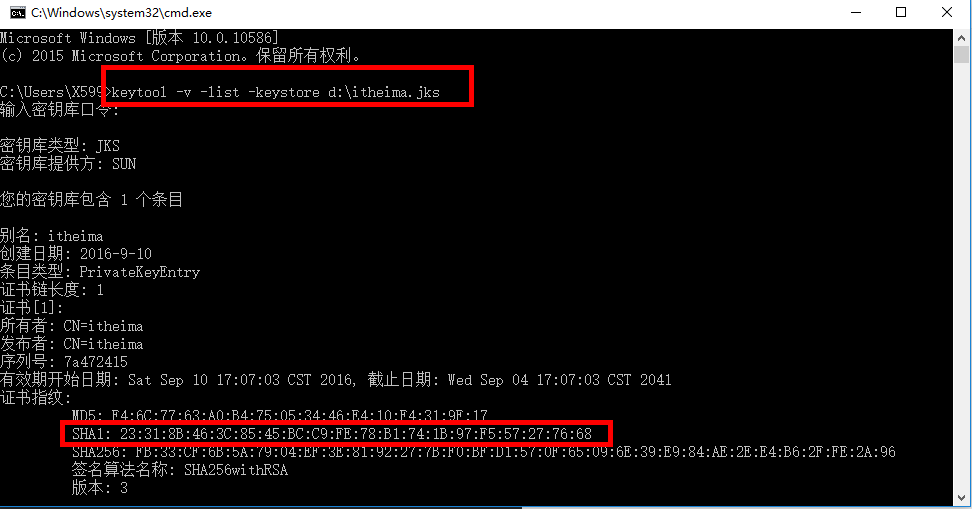 C:\Windows\system32\cmd.exe
Microsoft Windows [版本 10.0.10586]
(c) 2015 Microsoft Corporation。保留所有权利。
C:\Users\X599>keytool -v -list -keystore d:\itheima.jks
输入密钥库口令:
密钥库类型: JKS
密钥库提供方: SUN
您的密钥库包含 1 个条目
别名: itheima
创建日期: 2016-9-10
条目类型: PrivateKeyEntry
证书链长度: 1
证书[1]:
所有者: CN=itheima
发布者: CN=itheima
序列号: 7a472415
有效期开始日期: Sat Sep 10 17:07:03 CST 2016, 截止日期: Wed Sep 04 17:07:03 CST 2041
证书指纹:
MD5: F4:6C:77:63:A0:B4:75:05:34:46:E4:10:F4:31:9E:17
SHA1: 23:31:8B:46:3C:85:45:BC:C9:FE:78:B1:74:1B:97:F5:57:27:76:68
SHA256: FB:33:CF:6B:5A:79:04:EF:3E:81:92:27:7B:F0:BF:D1:57:0F:65:09:6E:39:E9:84:AE:2E:E4:B6:2F:FE:2A:96
签名算法名称: SHA256withRSA
版本: 3